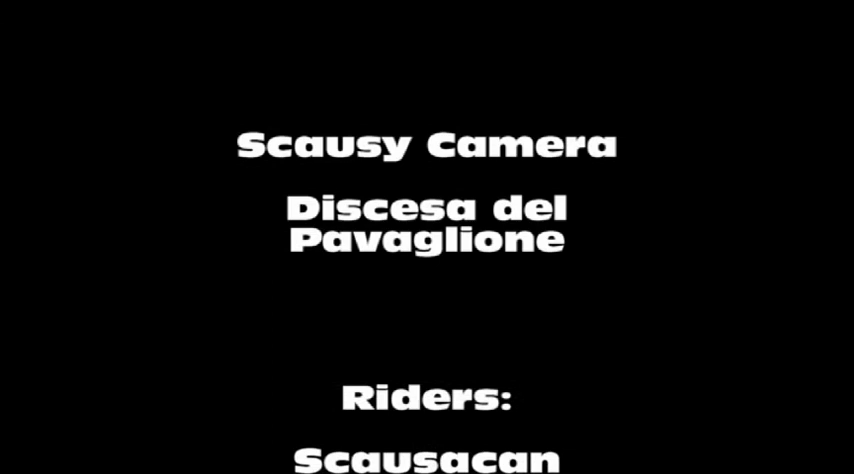 Scausy Camera
Discesa del
Pavaglione
Riders:
Scausacan